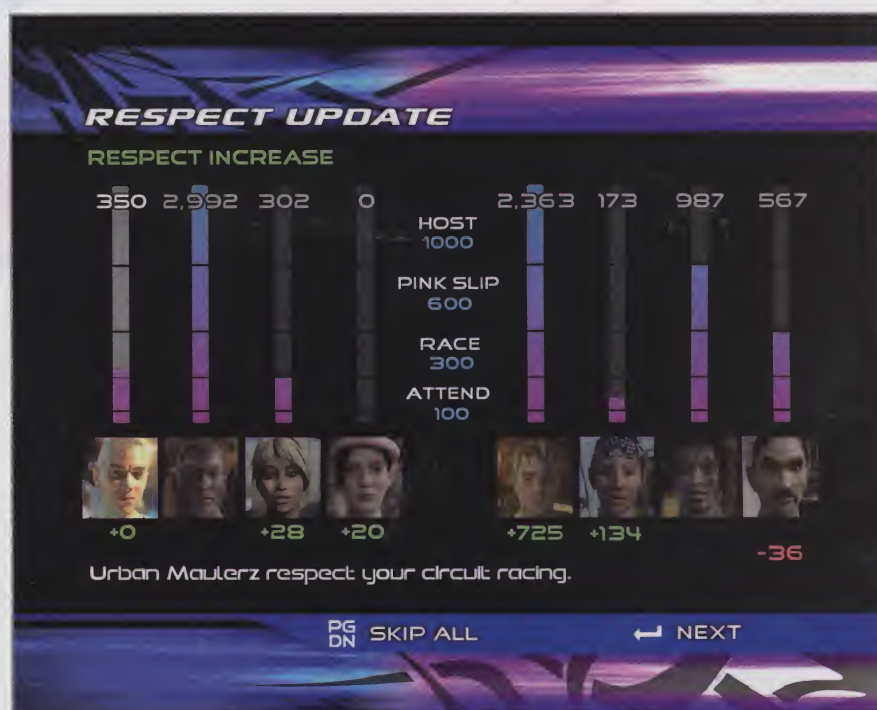 RESPECT UPDATE
RESPECT INCREASE
350 2,992 302 0 2,363 173 987 567
HOST
1000
PINK SLIP
600
RACE
300
ATTEND
100
+0 +28 +20 +725 +134 -36
Urban Maulerz respect your circuit racing.
PG DN SKIP ALL NEXT